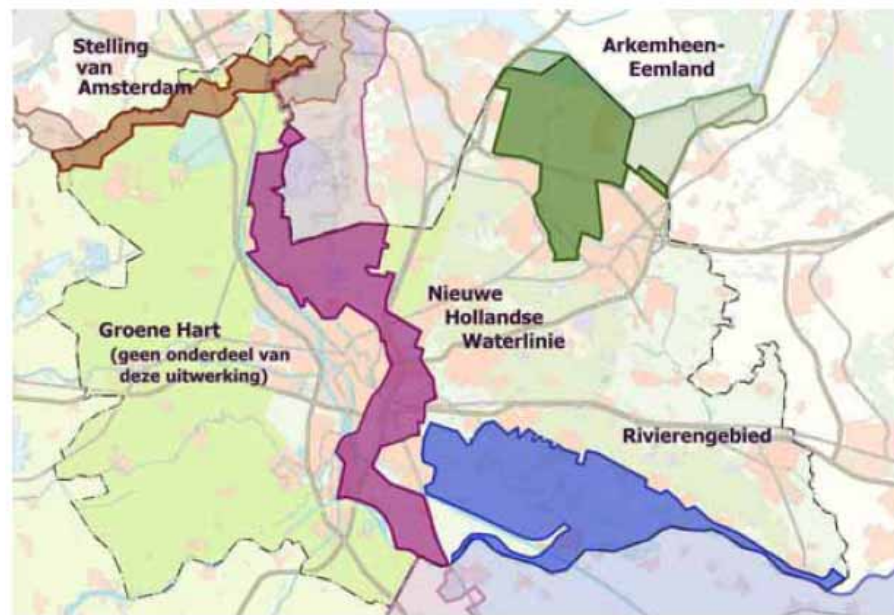 Stelling
van
Amsterdam
Arkemheen-
Eemland
Nieuwe
Hollandse
Waterlinie
Groene Hart
(geen onderdeel van
deze uitwerking)
Rivierengebied